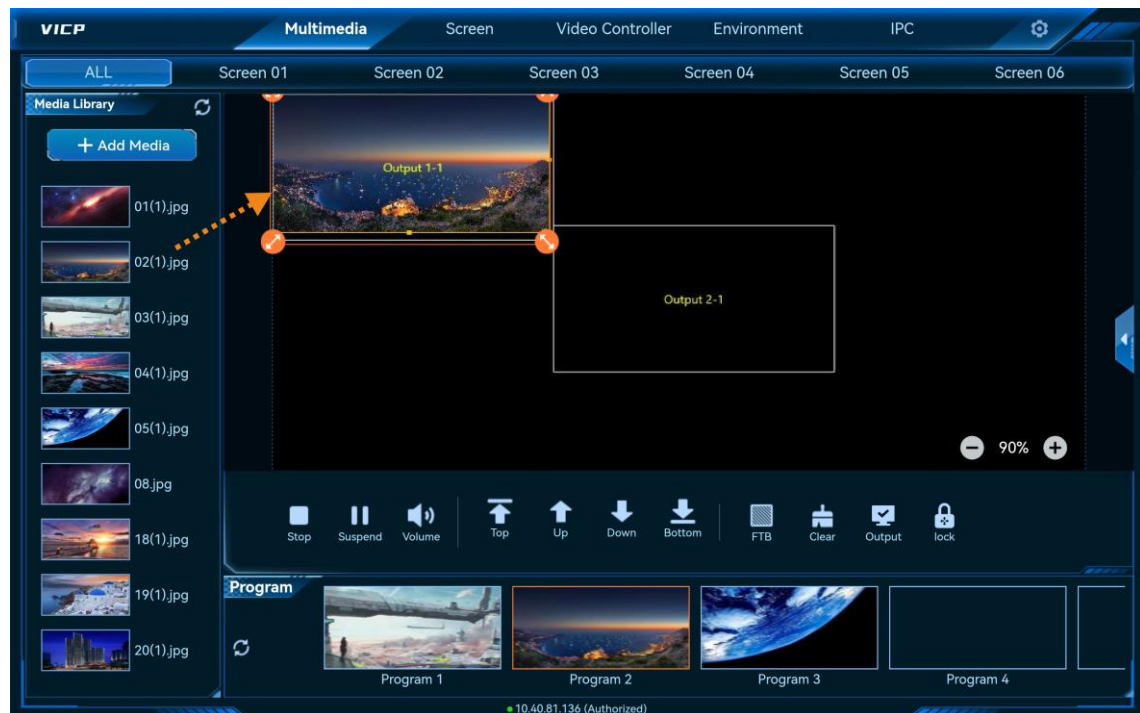 VICP
Multimedia
Screen
Video Controller
Environment
IPC
ALL
Screen 01
Screen 02
Screen 03
Screen 04
Screen 05
Screen 06
Media Library
+ Add Media
01(1).jpg
02(1).jpg
03(1).jpg
04(1).jpg
05(1).jpg
08.jpg
18(1).jpg
19(1).jpg
20(1).jpg
Output 1-1
Output 2-1
90%
Stop
Suspend
Volume
Top
Up
Down
Bottom
FTB
Clear
Output
lock
Program
Program 1
Program 2
Program 3
Program 4
10.40.81.136 (Authorized)